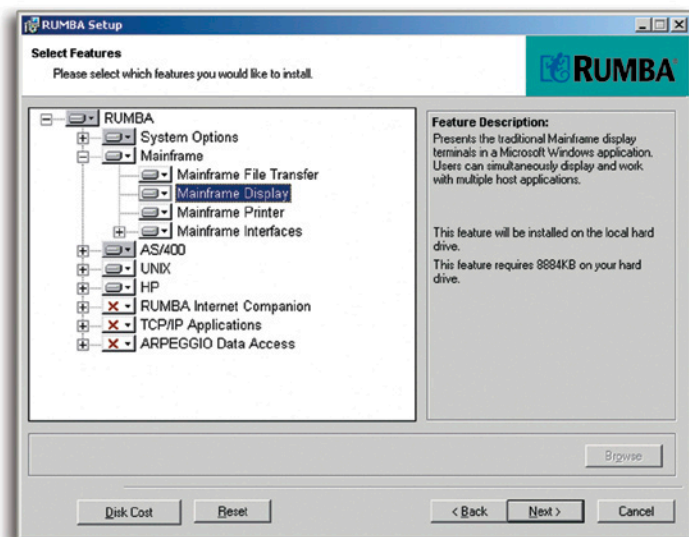 RUMBA Setup
Select Features
Please select which features you would like to install.
RUMBA
RUMBA
System Options
Mainframe
Mainframe File Transfer
Mainframe Display
Mainframe Printer
Mainframe Interfaces
AS/400
UNIX
HP
RUMBA Internet Companion
TCP/IP Applications
ARPEGGIO Data Access
Feature Description:
Presents the traditional Mainframe display
terminals in a Microsoft Windows application.
Users can simultaneously display and work
with multiple host applications.
This feature will be installed on the local hard
drive.
This feature requires 8884KB on your hard
drive.
Browse
Disk Cost
Reset
< Back
Next >
Cancel